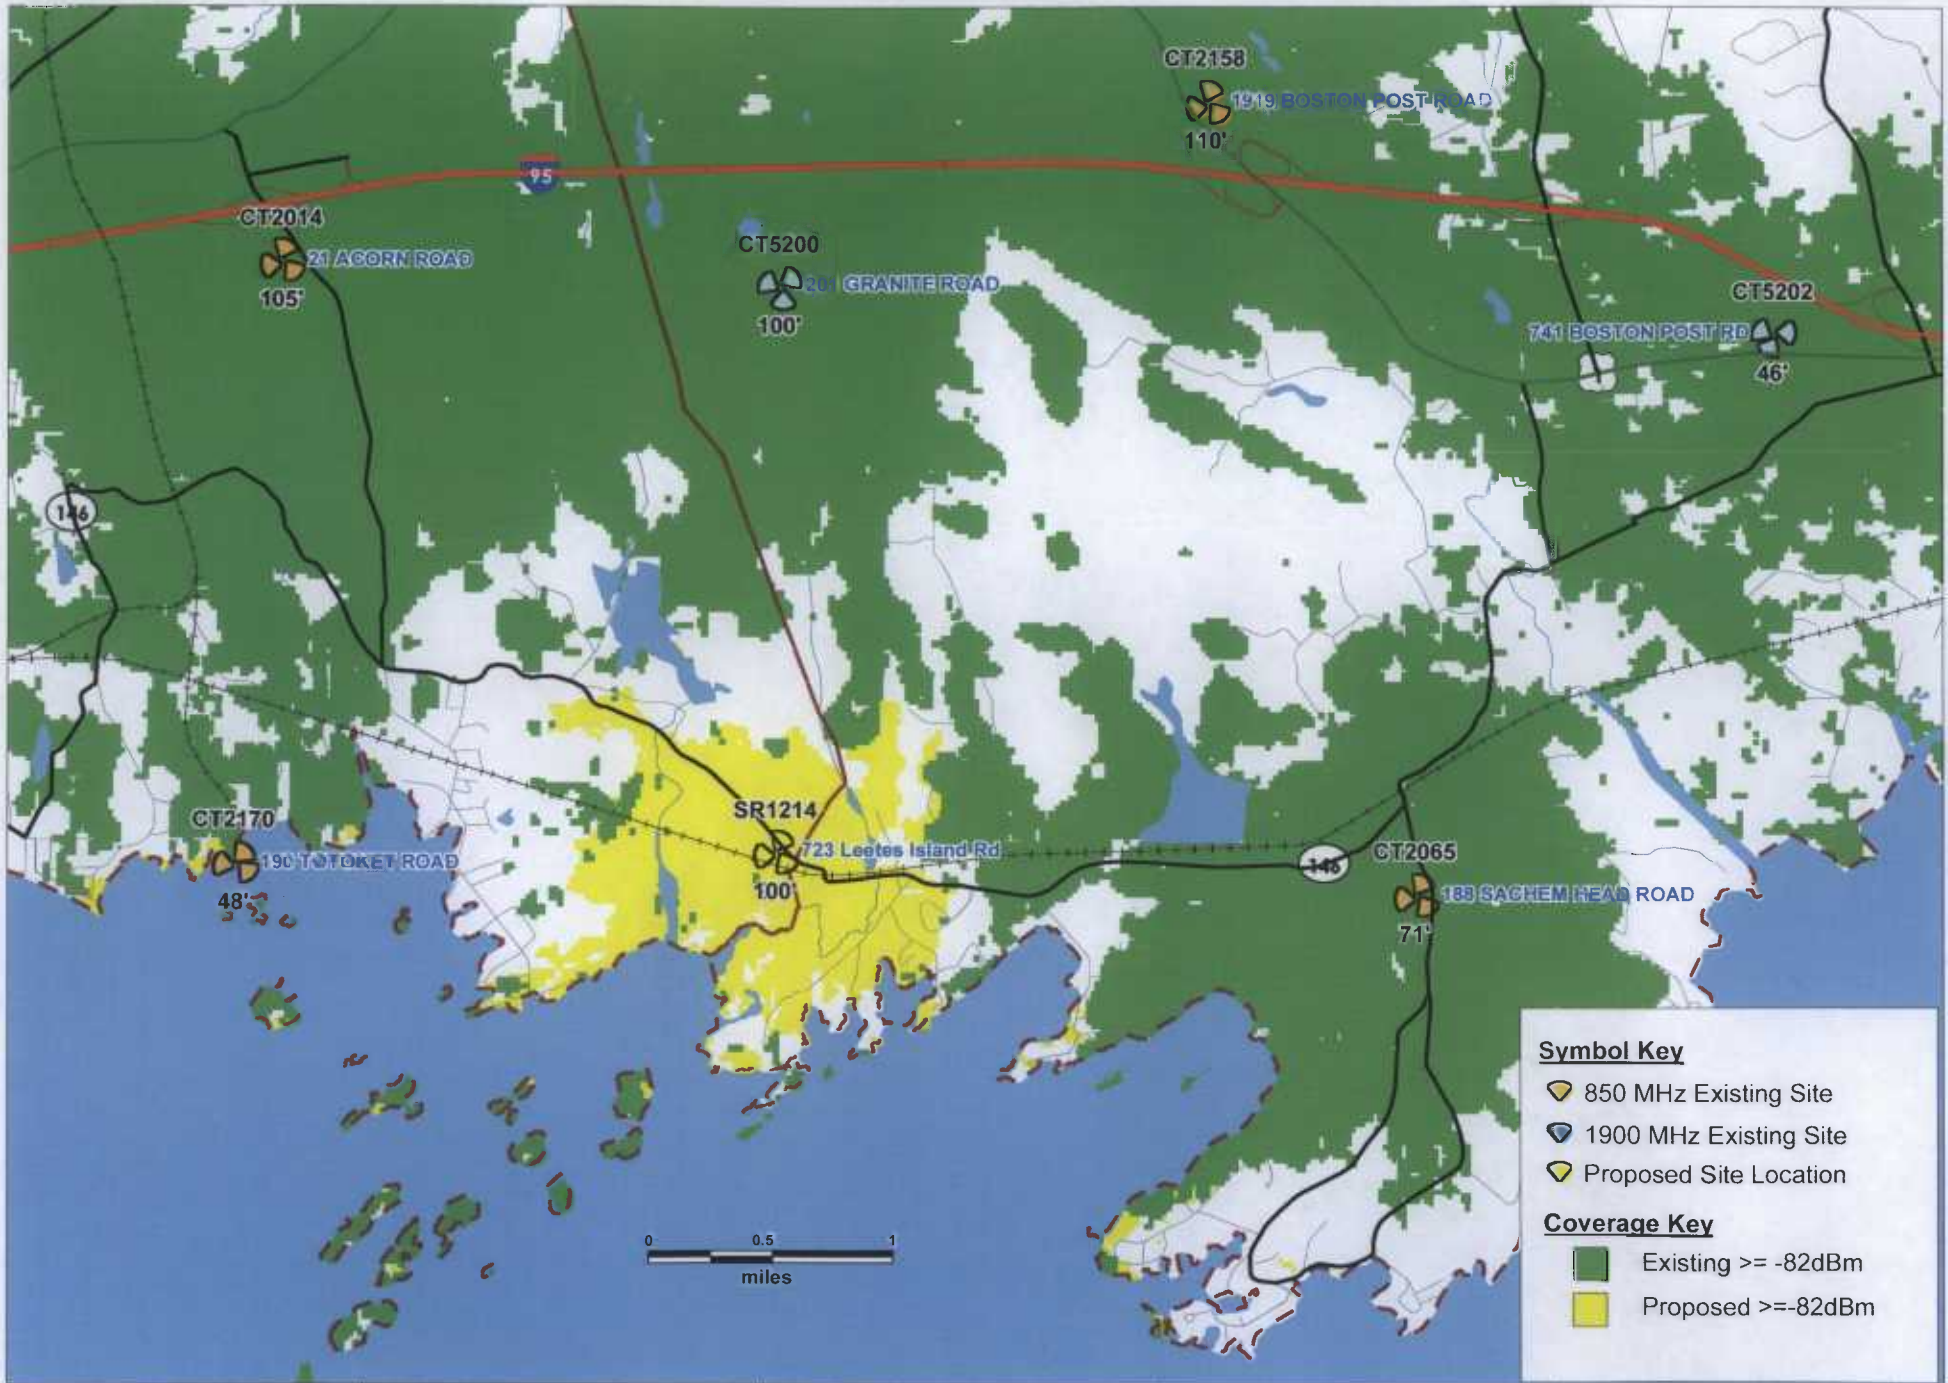 CT2158
1919 BOSTON POST ROAD
110'
95
CT2014
21 ACORN ROAD
105'
CT5200
201 GRANITE ROAD
100'
CT5202
741 BOSTON POST RD
46'
146
SR1214
723 Leetes Island Rd
100'
CT2170
190 TOTOKET ROAD
48'
146
CT2065
188 SACHEM HEAD ROAD
71'
0 0.5 1
miles
Symbol Key
850 MHz Existing Site
1900 MHz Existing Site
Proposed Site Location
Coverage Key
Existing >= -82dBm
Proposed >=-82dBm